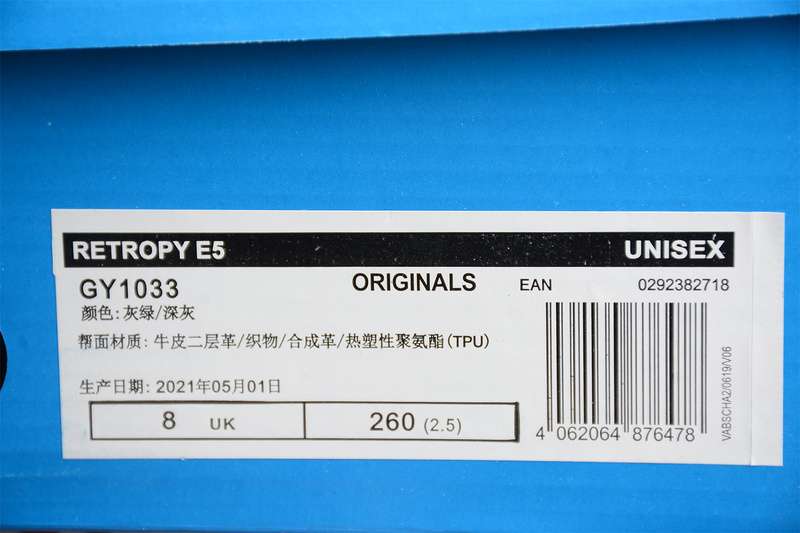 RETROPY E5 UNISEX
GY1033 ORIGINALS EAN 0292382718
颜色:灰绿/深灰
帮面材质: 牛皮二层革/织物/合成革/热塑性聚氨酯(TPU)
生产日期: 2021年05月01日
8 UK 260 (2.5)
4 062064 876478
VABSCHA2/0619/V06